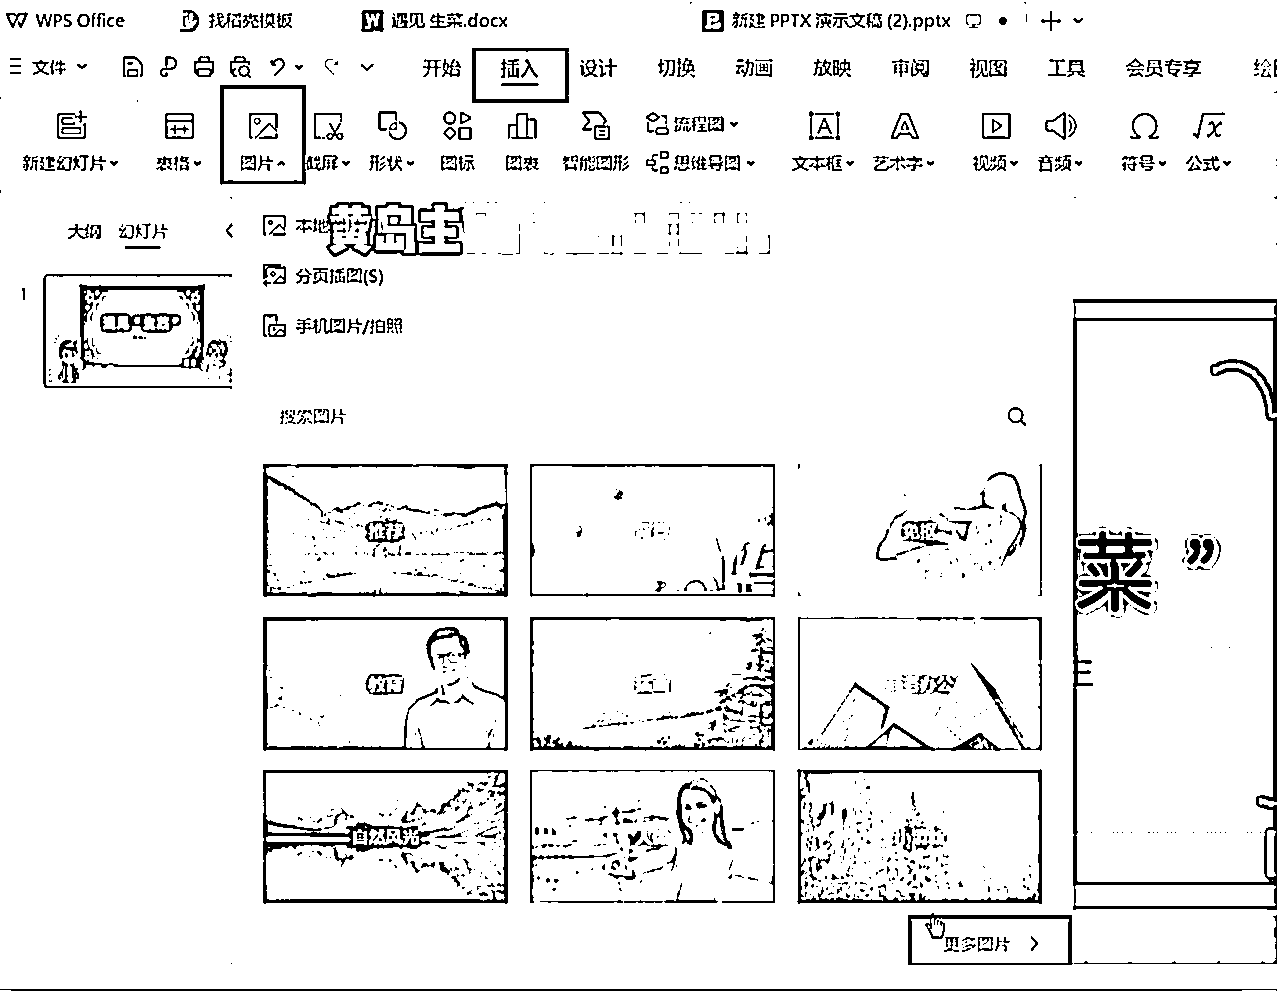 WPS Office 找稻壳模板 遇见 生菜.docx 新建 PPTX 演示文稿 (2).pptx
文件 开始 插入 设计 切换 动画 放映 审阅 视图 工具 会员专享
新建幻灯片 表格 图片 截屏 形状 图标 图表 智能图形 流程图 思维导图 文本框 艺术字 视频 音频 符号 公式
大纲 幻灯片
本地
黄岛主
分页插图(S)
手机图片/拍照
1
搜索图片
推荐
免抠
菜 ”
教育
办公
自然风光
更多图片